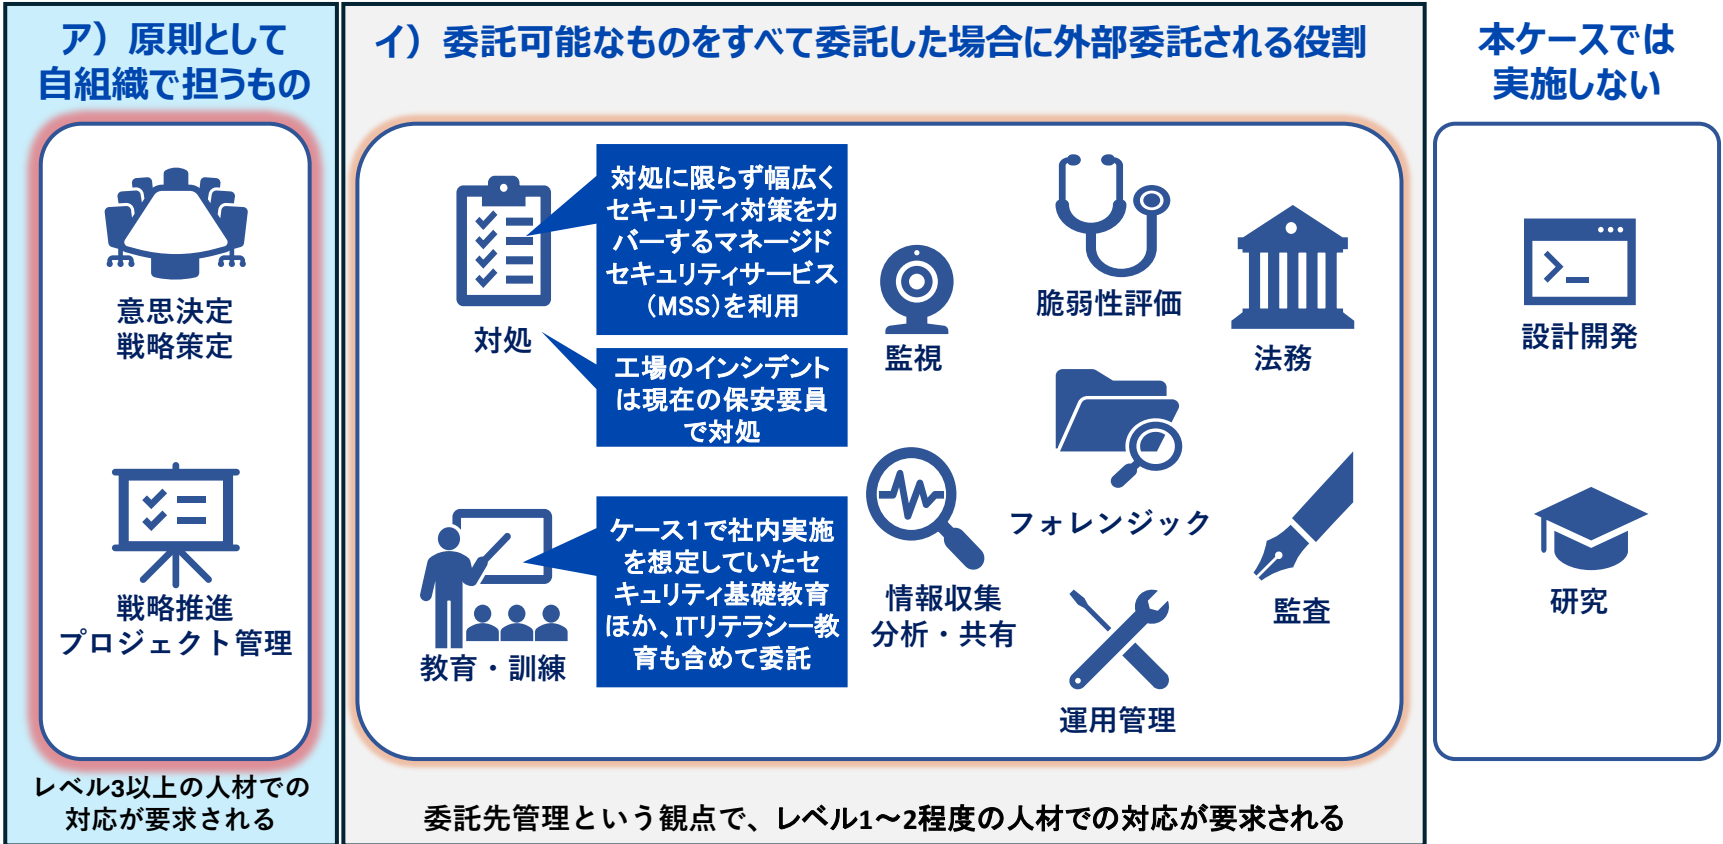 ア）原則として
自組織で担うもの
意思決定
戦略策定
戦略推進
プロジェクト管理
レベル3以上の人材での
対応が要求される
イ）委託可能なものをすべて委託した場合に外部委託される役割
対処
対処に限らず幅広く
セキュリティ対策をカ
バーするマネージド
セキュリティサービス
（MSS）を利用
工場のインシデント
は現在の保安要員
で対処
教育・訓練
ケース１で社内実施
を想定していたセ
キュリティ基礎教育
ほか、ITリテラシー教
育も含めて委託
監視
脆弱性評価
法務
フォレンジック
情報収集
分析・共有
監査
運用管理
委託先管理という観点で、レベル1～2程度の人材での対応が要求される
本ケースでは
実施しない
設計開発
研究